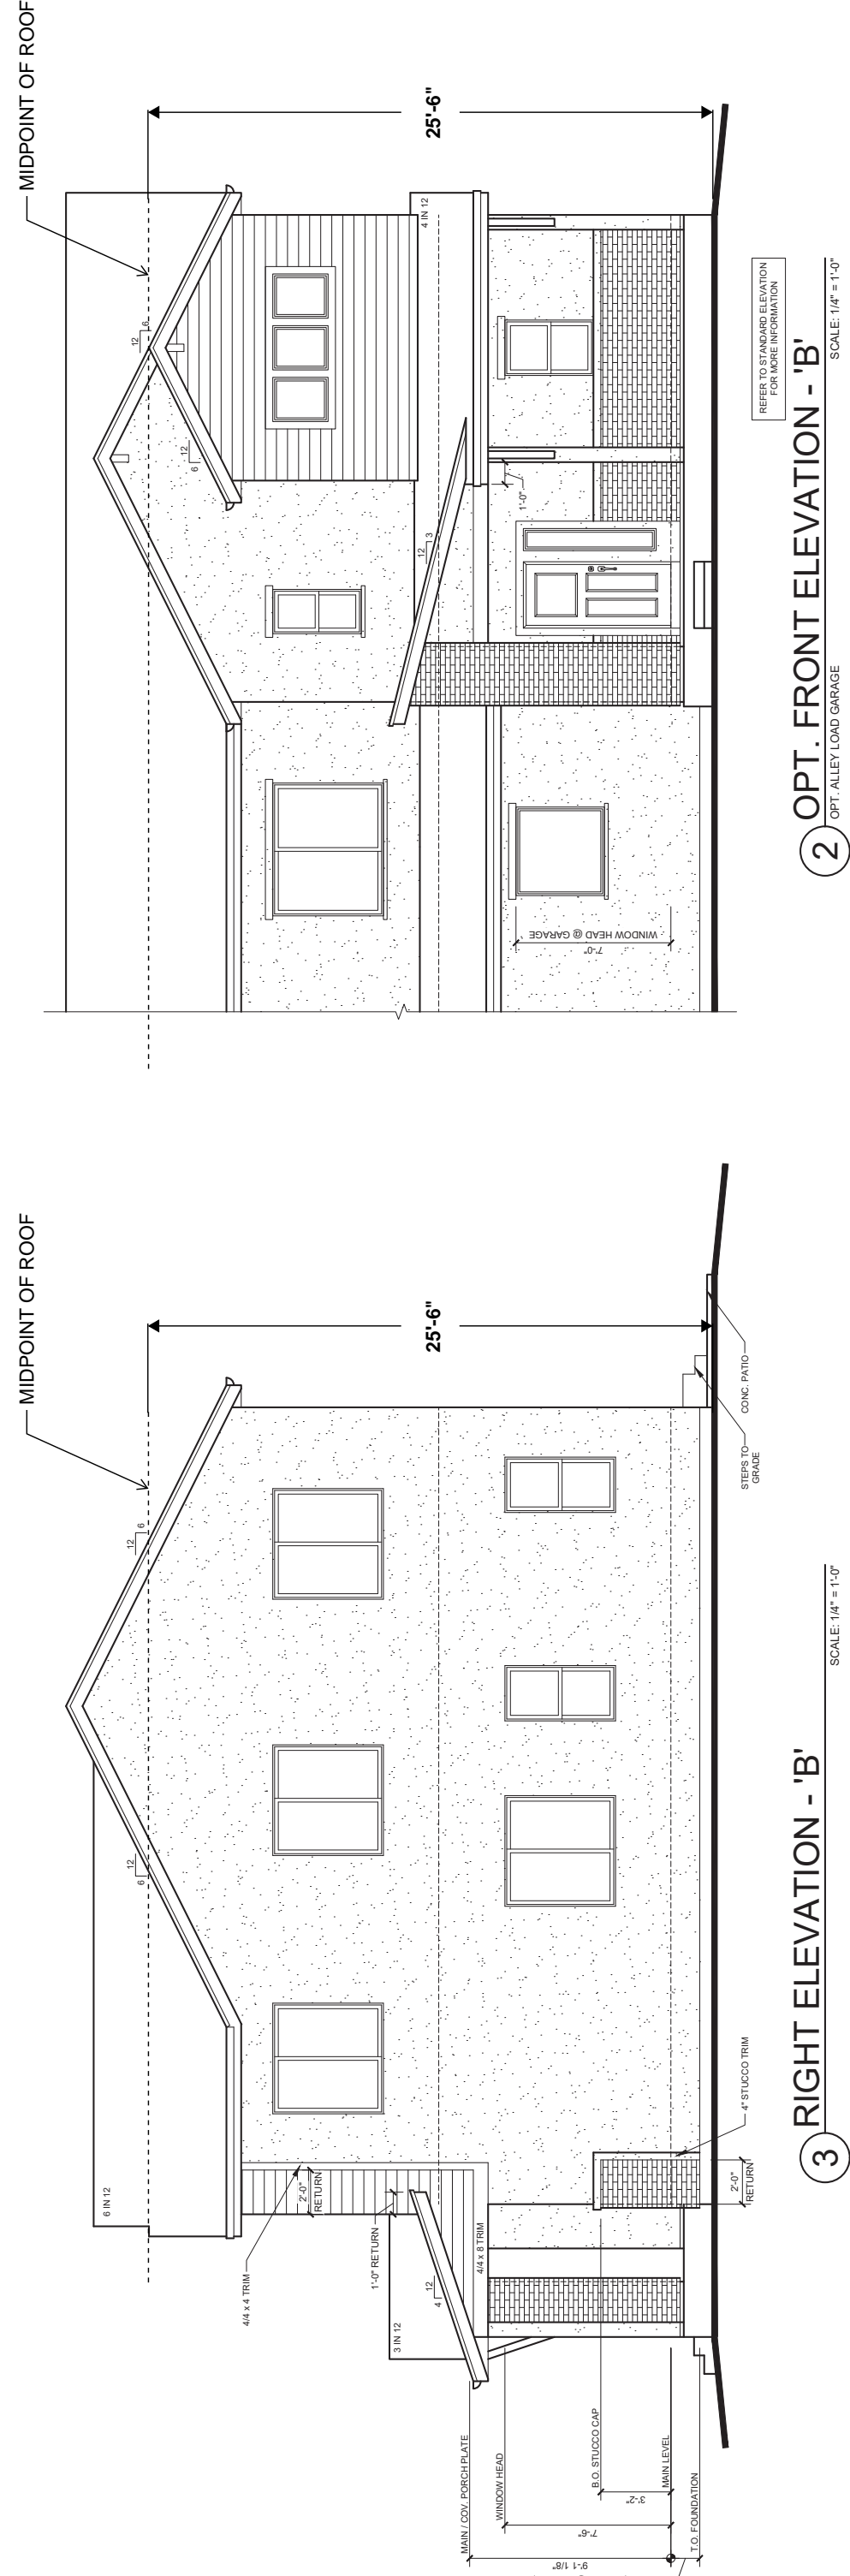 MIDPOINT OF ROOF
25'-6"
12
6
12
6
6 IN 12
4/4 x 4 TRIM
2'-0"
RETURN
1'-0" RETURN
3 IN 12
12
4
4/4 x 8 TRIM
MAIN / COV. PORCH PLATE
WINDOW HEAD
B.O. STUCCO CAP
MAIN LEVEL
T.O. FOUNDATION
9'-1 1/8"
7'-6"
3'-2"
2'-0"
RETURN
4" STUCCO TRIM
STEPS TO
GRADE
CONC. PATIO
3
RIGHT ELEVATION - 'B'
SCALE: 1/4" = 1'-0"
MIDPOINT OF ROOF
25'-6"
12
6
12
6
4 IN 12
12
3
1'-0"
7'-0"
WINDOW HEAD @ GARAGE
REFER TO STANDARD ELEVATION
FOR MORE INFORMATION
2
OPT. FRONT ELEVATION - 'B'
OPT. ALLEY LOAD GARAGE
SCALE: 1/4" = 1'-0"